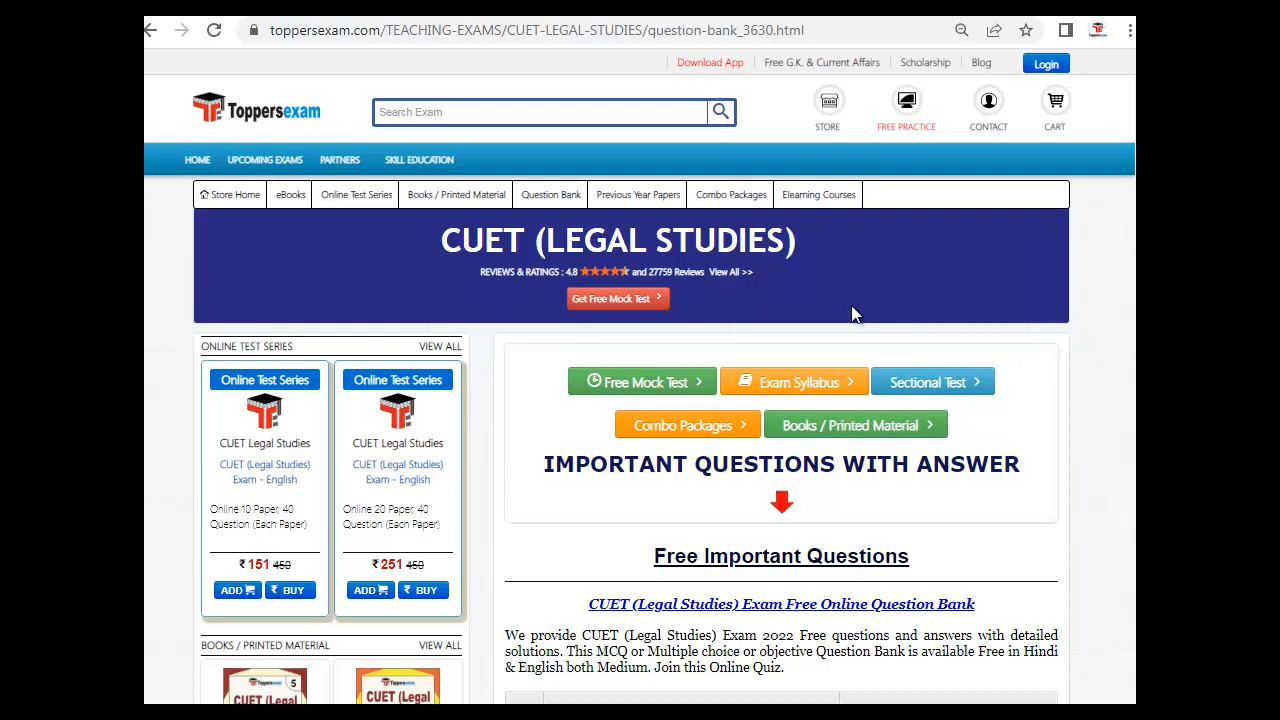 toppersexam.com/TEACHING-EXAMS/CUET-LEGAL-STUDIES/question-bank_3630.html
Download App
Free G.K. & Current Affairs
Scholarship
Blog
Login
Toppersexam
Search Exam
STORE
FREE PRACTICE
CONTACT
CART
HOME
UPCOMING EXAMS
PARTNERS
SKILL EDUCATION
Store Home
eBooks
Online Test Series
Books / Printed Material
Question Bank
Previous Year Papers
Combo Packages
Elearning Courses
CUET (LEGAL STUDIES)
REVIEWS & RATINGS : 4.8 and 27759 Reviews View All >>
Get Free Mock Test
ONLINE TEST SERIES
VIEW ALL
Online Test Series
CUET Legal Studies
CUET (Legal Studies)
Exam - English
Online 10 Paper, 40
Question (Each Paper)
₹ 151 450
ADD
₹ BUY
Online Test Series
CUET Legal Studies
CUET (Legal Studies)
Exam - English
Online 20 Paper, 40
Question (Each Paper)
₹ 251 450
ADD
₹ BUY
BOOKS / PRINTED MATERIAL
VIEW ALL
Toppersexam
5
CUET (Legal
Toppersexam
CUET (Legal
Free Mock Test
Exam Syllabus
Sectional Test
Combo Packages
Books / Printed Material
IMPORTANT QUESTIONS WITH ANSWER
Free Important Questions
CUET (Legal Studies) Exam Free Online Question Bank
We provide CUET (Legal Studies) Exam 2022 Free questions and answers with detailed
solutions. This MCQ or Multiple choice or objective Question Bank is available Free in Hindi
& English both Medium. Join this Online Quiz.